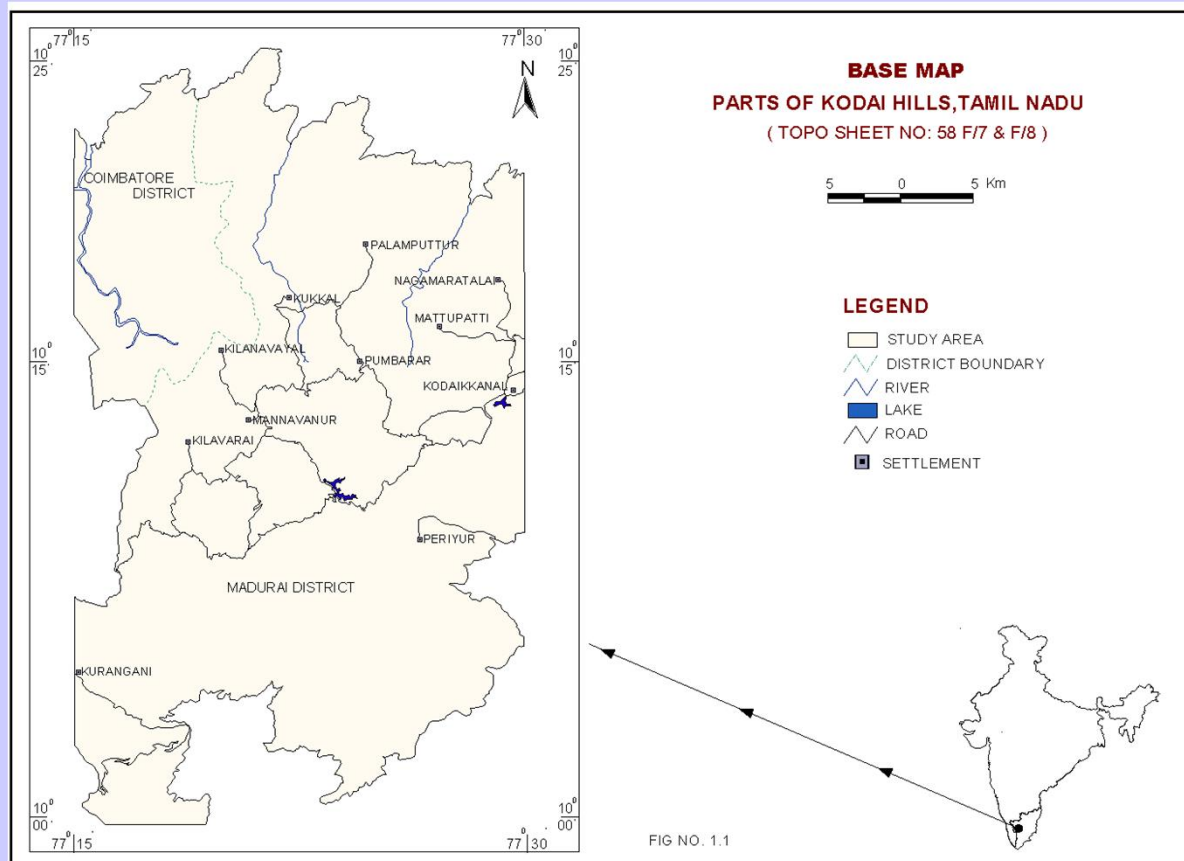 77° 15'
77° 30'
10° 25'
10° 25'
N
BASE MAP
PARTS OF KODAI HILLS,TAMIL NADU
( TOPO SHEET NO: 58 F/7 & F/8 )
5 0 5 Km
COIMBATORE
DISTRICT
PALAMPUTTUR
NAGAMARATALAI
KUKKAL
MATTUPATTI
KILANAVAYAL
PUMBARAR
10° 15'
10° 15'
KODAIKKANAL
MANNAVANUR
KILAVARAI
LEGEND
STUDY AREA
DISTRICT BOUNDARY
RIVER
LAKE
ROAD
SETTLEMENT
PERIYUR
MADURAI DISTRICT
KURANGANI
10° 00'
10° 00'
77° 15'
77° 30'
FIG NO. 1.1